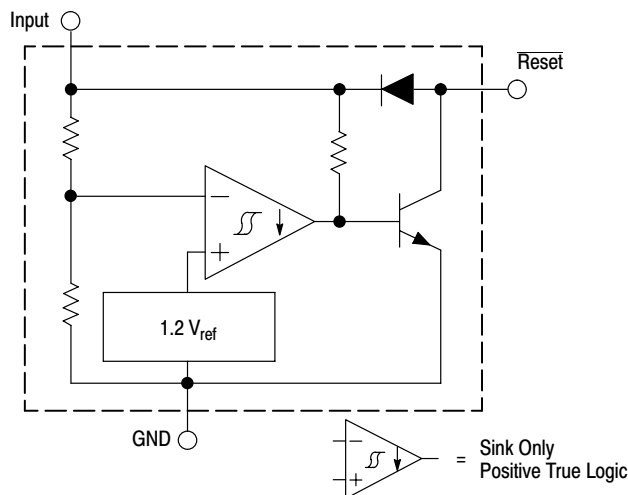 Input
Reset
−
+
1.2 Vref
GND
−
+
= Sink Only
Positive True Logic